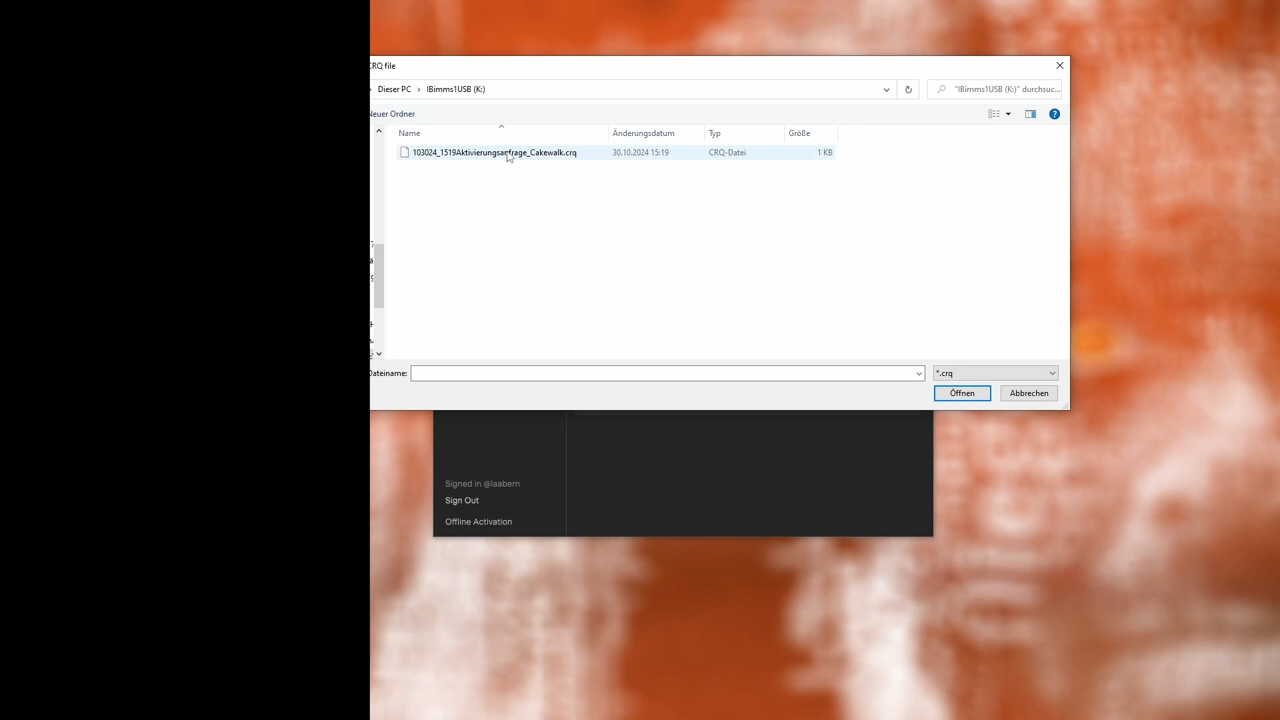 CRQ file
Dieser PC > IBimms1USB (K:)
"IBimms1USB (K:)" durchsuc...
Neuer Ordner
Name Änderungsdatum Typ Größe
103024_1519Aktivierungsanfrage_Cakewalk.crq 30.10.2024 15:19 CRQ-Datei 1 KB
Dateiname:
*.crq
Öffnen Abbrechen
Signed in @laabern
Sign Out
Offline Activation